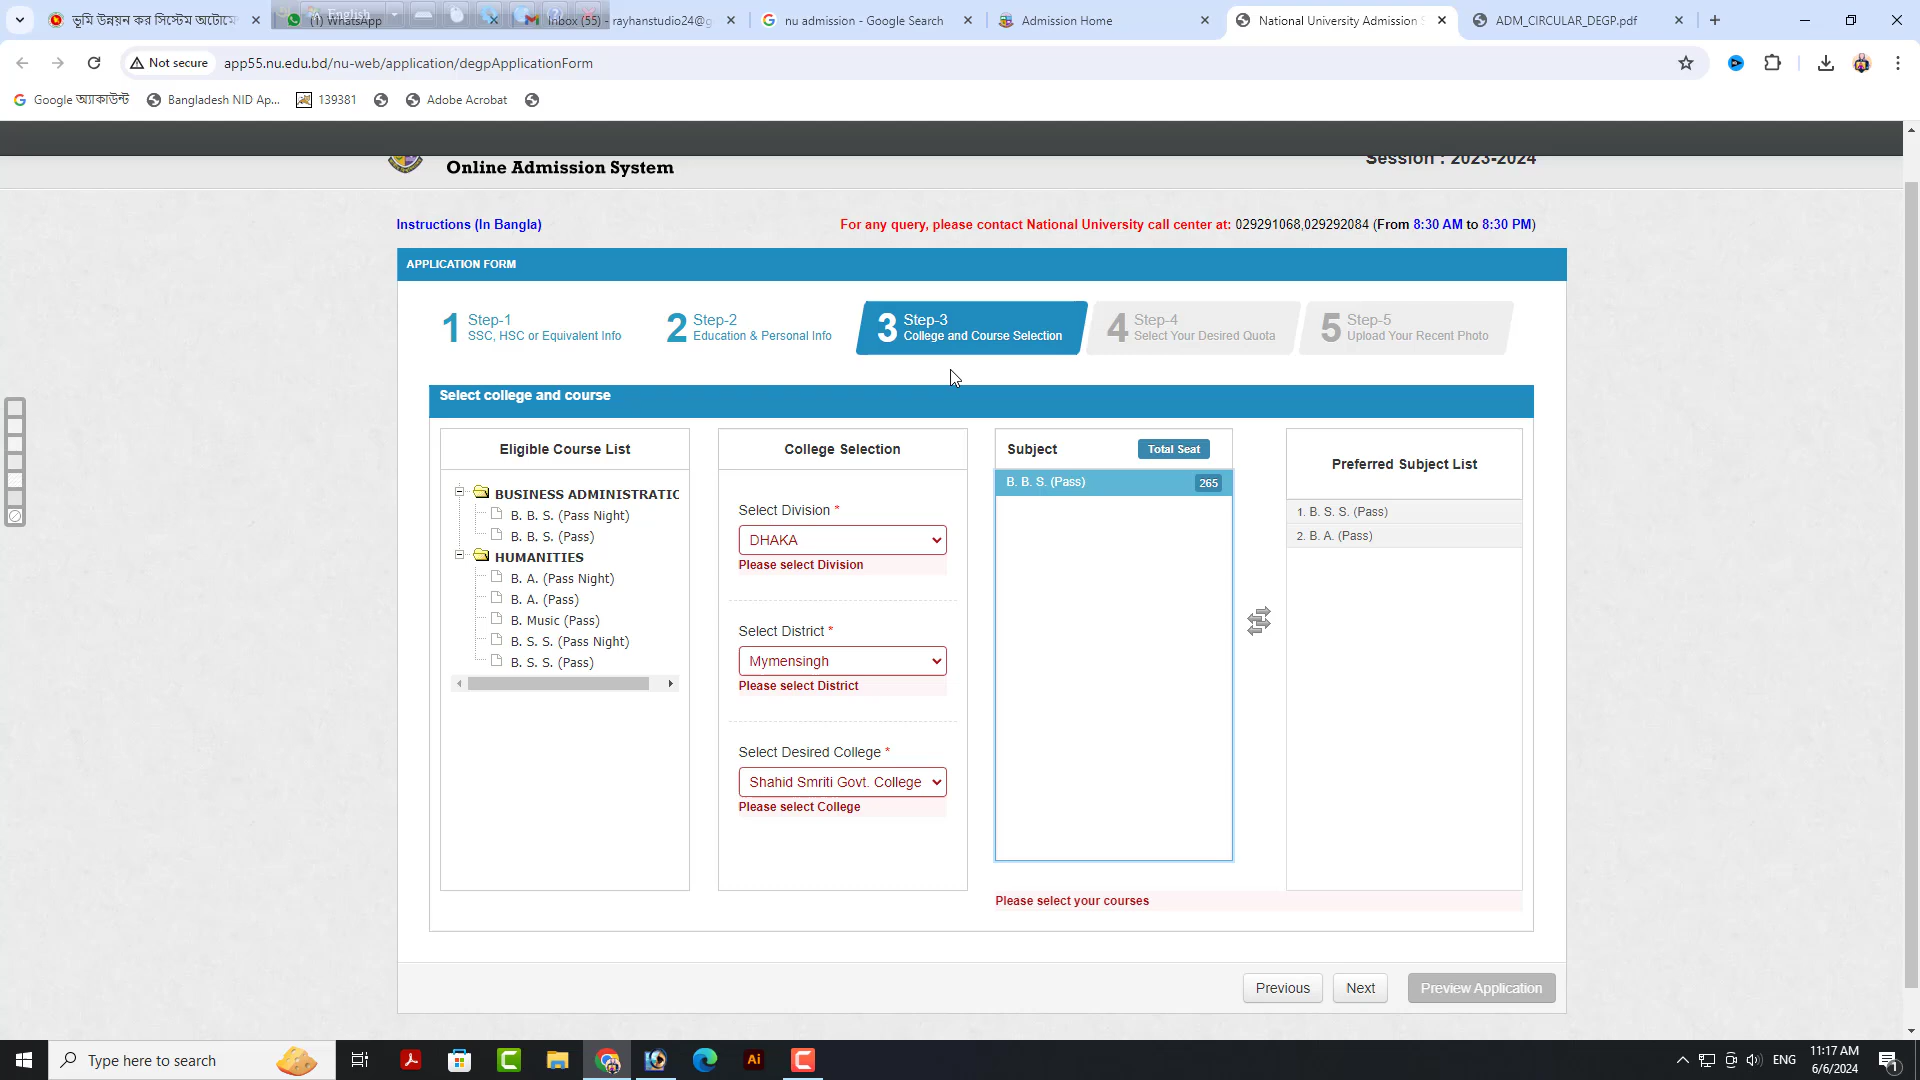 ভূমি উন্নয়ন কর সিস্টেম অটোমে
(1) WhatsApp
English
Inbox (55) - rayhanstudio24@g
nu admission - Google Search
Admission Home
National University Admission S
ADM_CIRCULAR_DEGP.pdf
Not secure
app55.nu.edu.bd/nu-web/application/degpApplicationForm
Google অ্যাকাউন্ট
Bangladesh NID Ap...
139381
Adobe Acrobat
Online Admission System
Session : 2023-2024
Instructions (In Bangla)
For any query, please contact National University call center at: 029291068,029292084 (From 8:30 AM to 8:30 PM)
APPLICATION FORM
1 Step-1
SSC, HSC or Equivalent Info
2 Step-2
Education & Personal Info
3 Step-3
College and Course Selection
4 Step-4
Select Your Desired Quota
5 Step-5
Upload Your Recent Photo
Select college and course
Eligible Course List
BUSINESS ADMINISTRATIC
B. B. S. (Pass Night)
B. B. S. (Pass)
HUMANITIES
B. A. (Pass Night)
B. A. (Pass)
B. Music (Pass)
B. S. S. (Pass Night)
B. S. S. (Pass)
College Selection
Select Division *
DHAKA
Please select Division
Select District *
Mymensingh
Please select District
Select Desired College *
Shahid Smriti Govt. College
Please select College
Subject
Total Seat
B. B. S. (Pass) 265
Preferred Subject List
1. B. S. S. (Pass)
2. B. A. (Pass)
Please select your courses
Previous
Next
Preview Application
Type here to search
Ai
ENG
11:17 AM
6/6/2024
1